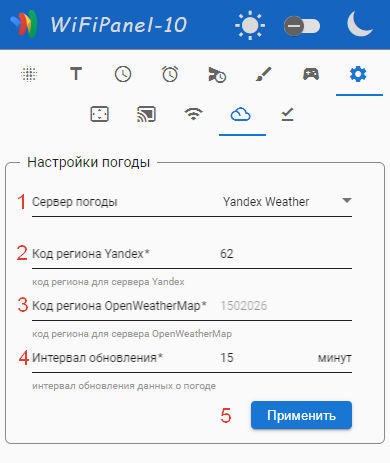 WiFiPanel-10
T
Настройки погоды
1 Сервер погоды Yandex Weather
2 Код региона Yandex* 62
код региона для сервера Yandex
3 Код региона OpenWeatherMap* 1502026
код региона для сервера OpenWeatherMap
4 Интервал обновления* 15 минут
интервал обновления данных о погоде
5 Применить